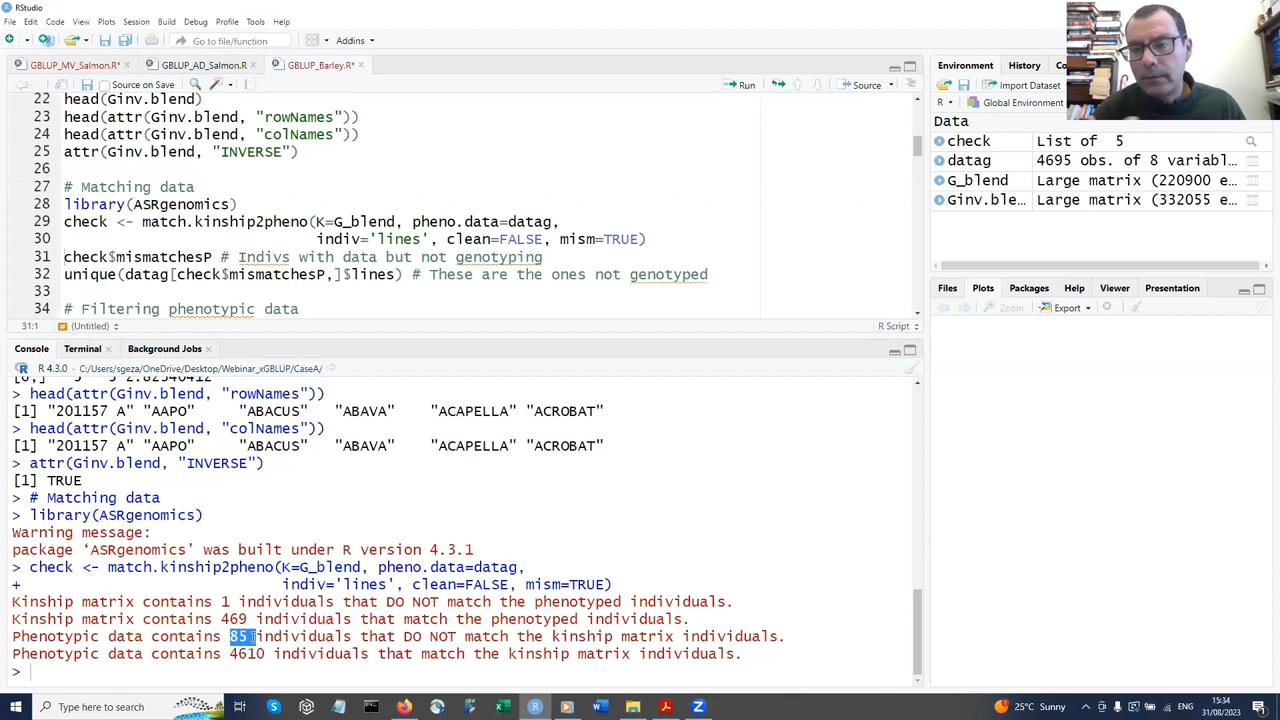 RStudio
File Edit Code View Plots Session Build Debug Profile Tools Help
Go to file/function
Addins
GBLUP_MV_Salmon.R*
GBLUP_AD_Salmon.R
GBLUP_Barley.R*
Source on Save
Run
Source
22 head(Ginv.blend)
23 head(attr(Ginv.blend, "rowNames"))
24 head(attr(Ginv.blend, "colNames"))
25 attr(Ginv.blend, "INVERSE")
26
27 # Matching data
28 library(ASRgenomics)
29 check <- match.kinship2pheno(K=G_blend, pheno.data=datag,
30 indiv='lines', clean=FALSE, mism=TRUE)
31 check$mismatchesP # Indivs with data but not genotyping
32 unique(datag[check$mismatchesP,]$lines) # These are the ones not genotyped
33
34 # Filtering phenotypic data
31:1 (Untitled) R Script
Console Terminal Background Jobs
R 4.3.0 · C:/Users/sgeza/OneDrive/Desktop/Webinar_xGBLUP/CaseA/
> head(attr(Ginv.blend, "rowNames"))
[1] "201157 A" "AAPO" "ABACUS" "ABAVA" "ACAPELLA" "ACROBAT"
> head(attr(Ginv.blend, "colNames"))
[1] "201157 A" "AAPO" "ABACUS" "ABAVA" "ACAPELLA" "ACROBAT"
> attr(Ginv.blend, "INVERSE")
[1] TRUE
> # Matching data
> library(ASRgenomics)
Warning message:
package ‘ASRgenomics’ was built under R version 4.3.1
> check <- match.kinship2pheno(K=G_blend, pheno.data=datag,
+ indiv='lines', clean=FALSE, mism=TRUE)
Kinship matrix contains 1 individuals that DO NOT match the phenotyped individuals.
Kinship matrix contains 469 individuals that match the phenotyped individuals.
Phenotypic data contains 85 individuals that DO NOT match the kinship matrix individuals.
Phenotypic data contains 4610 individuals that match the kinship matrix individuals.
>
Environment History Co
Import Dataset
R Global Environment
Data
check List of 5
datag 4695 obs. of 8 variabl…
G_blend Large matrix (220900 e…
Ginv.ble… Large matrix (332055 e…
Files Plots Packages Help Viewer Presentation
Zoom Export
Type here to search
25°C Sunny
ENG
15:34
31/08/2023